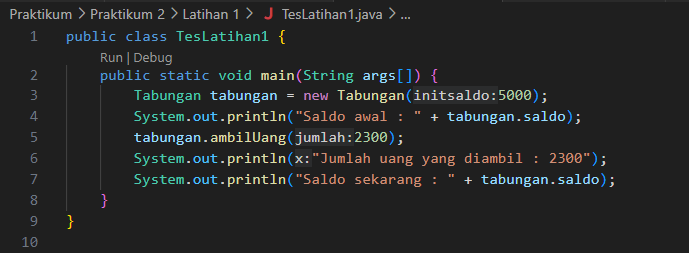 Praktikum > Praktikum 2 > Latihan 1 > J TesLatihan1.java > ...
1 public class TesLatihan1 {
Run | Debug
2 public static void main(String args[]) {
3 Tabungan tabungan = new Tabungan(initsaldo:5000);
4 System.out.println("Saldo awal : " + tabungan.saldo);
5 tabungan.ambilUang(jumlah:2300);
6 System.out.println(x:"Jumlah uang yang diambil : 2300");
7 System.out.println("Saldo sekarang : " + tabungan.saldo);
8 }
9 }
10